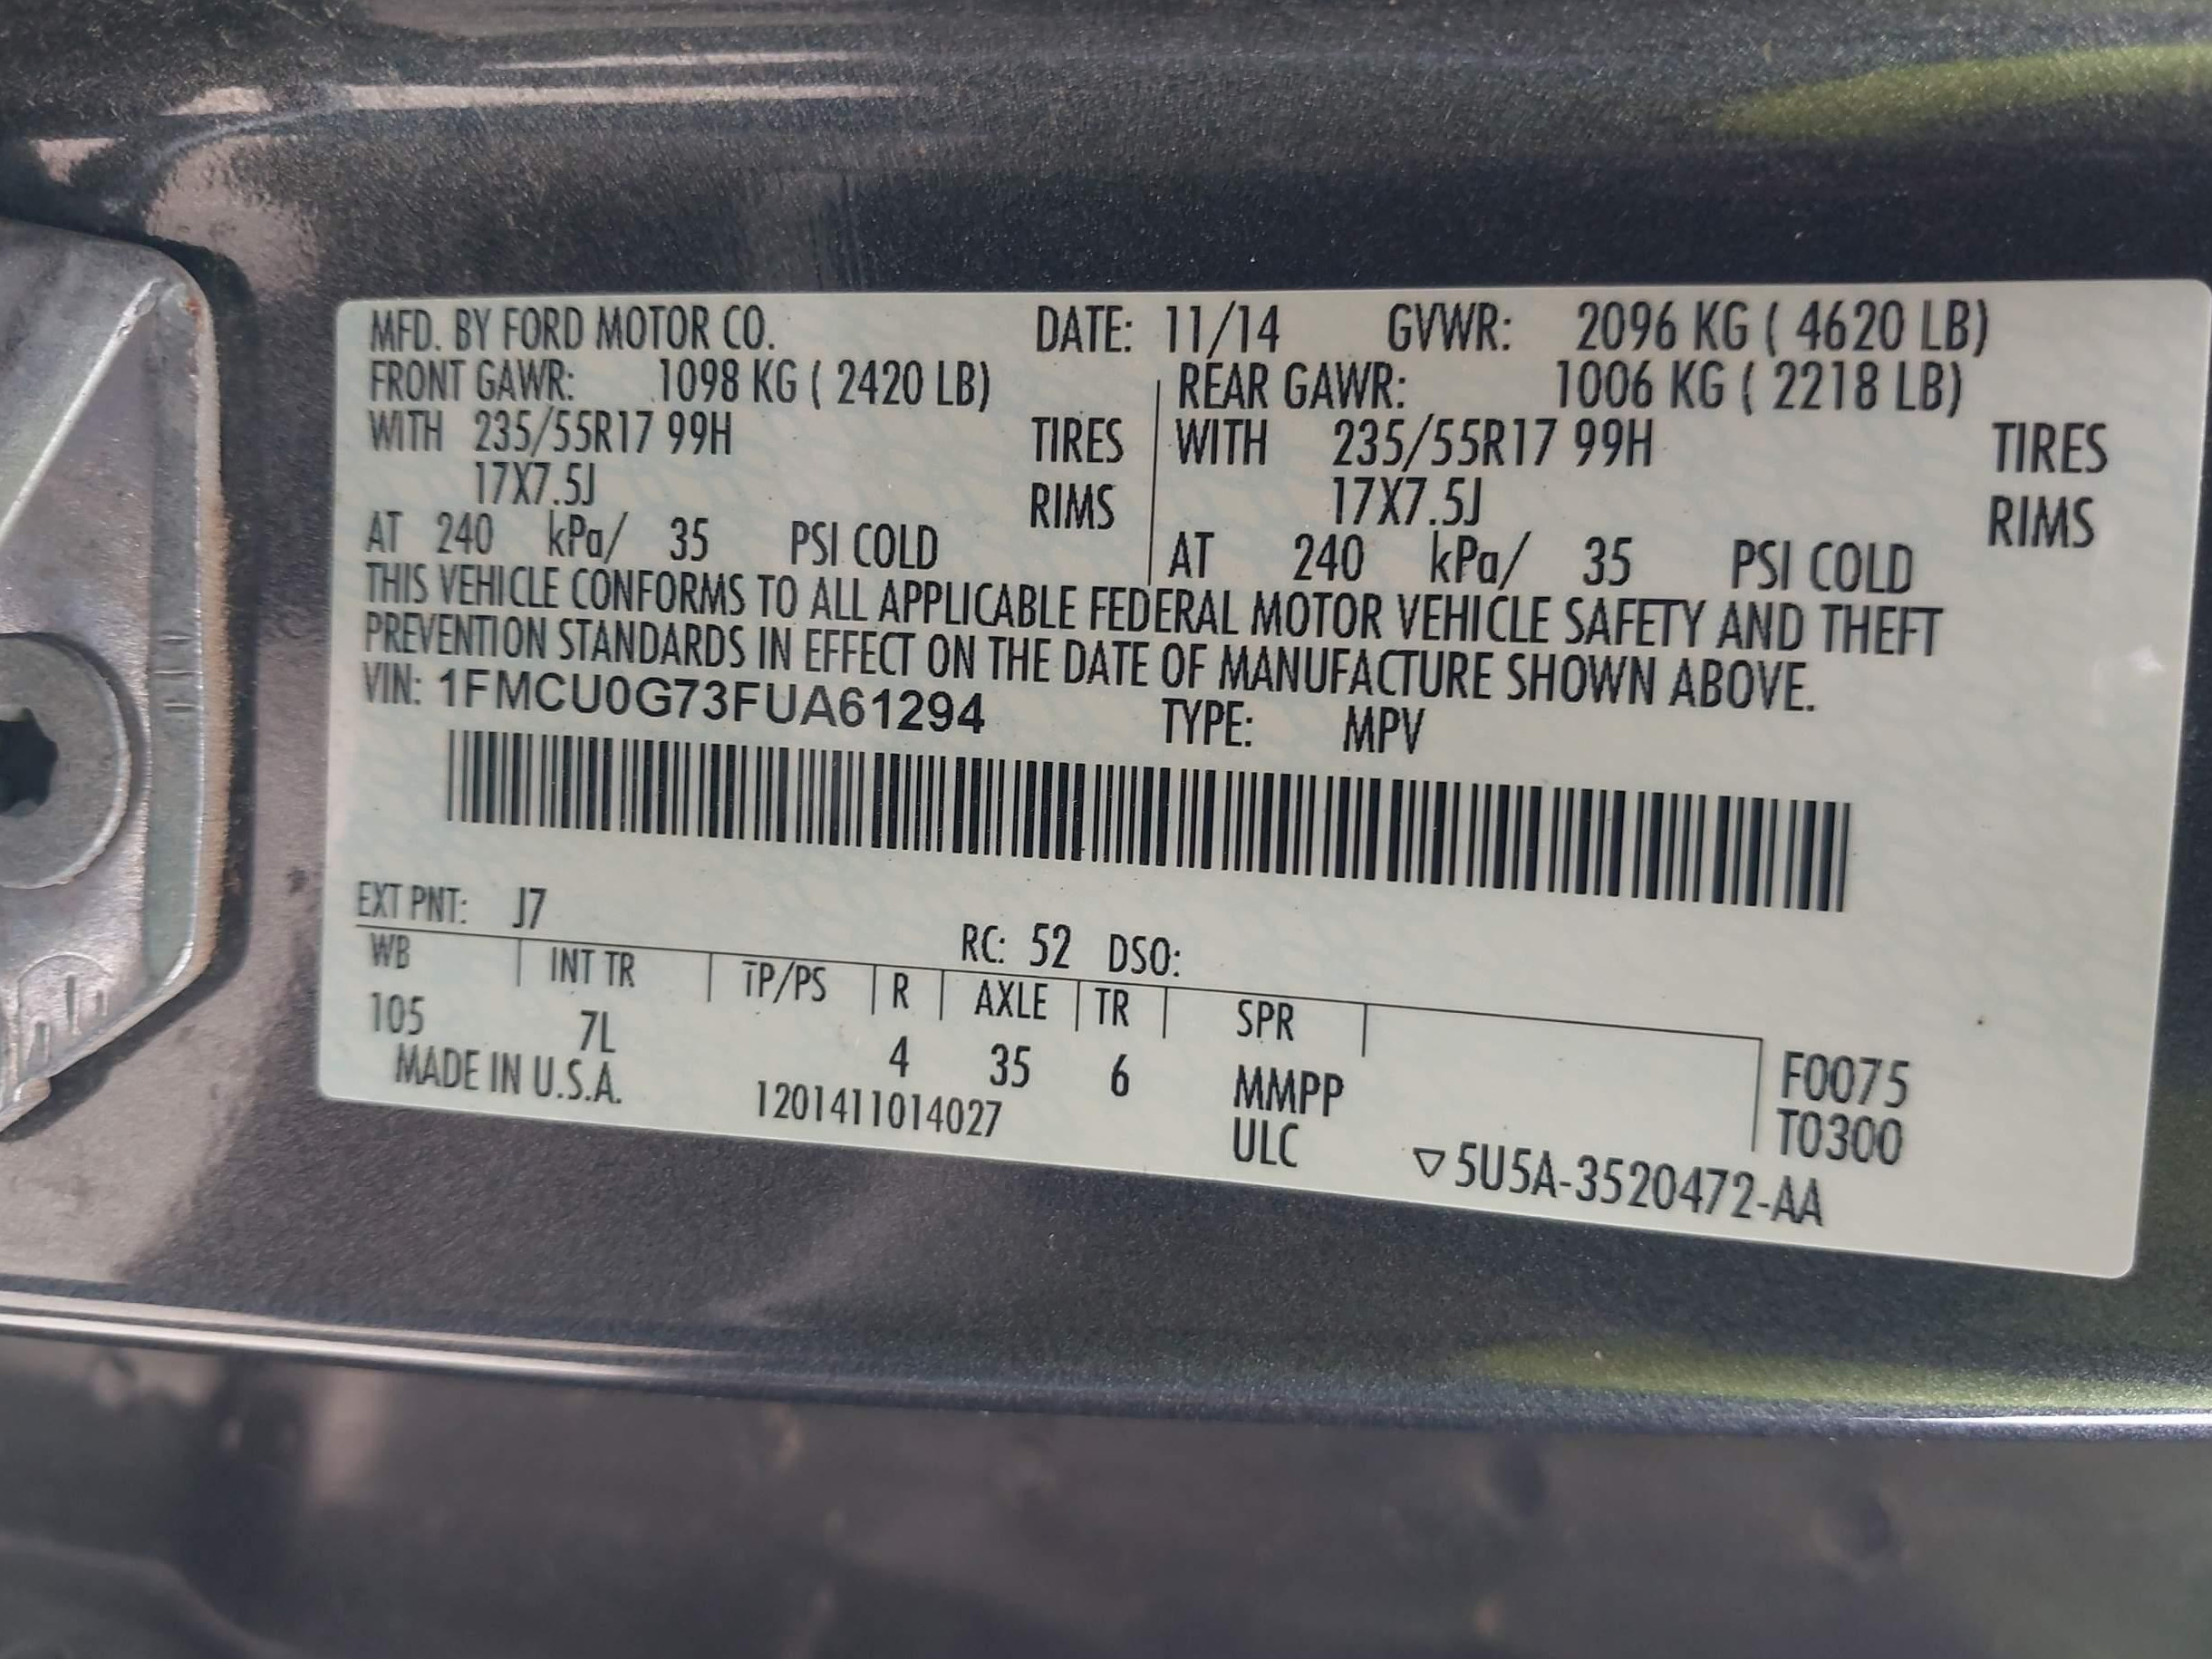 MFD. BY FORD MOTOR CO. DATE: 11/14 GVWR: 2096 KG ( 4620 LB)
FRONT GAWR: 1098 KG ( 2420 LB) REAR GAWR: 1006 KG ( 2218 LB)
WITH 235/55R17 99H TIRES WITH 235/55R17 99H TIRES
17X7.5J RIMS 17X7.5J RIMS
AT 240 kPa/ 35 PSI COLD AT 240 kPa/ 35 PSI COLD
THIS VEHICLE CONFORMS TO ALL APPLICABLE FEDERAL MOTOR VEHICLE SAFETY AND THEFT
PREVENTION STANDARDS IN EFFECT ON THE DATE OF MANUFACTURE SHOWN ABOVE.
VIN: 1FMCU0G73FUA61294 TYPE: MPV
EXT PNT: J7 RC: 52 DSO:
WB INT TR TP/PS R AXLE TR SPR
105 7L 4 35 6 MMPP F0075
MADE IN U.S.A. 1201411014027 ULC T0300
▽5U5A-3520472-AA